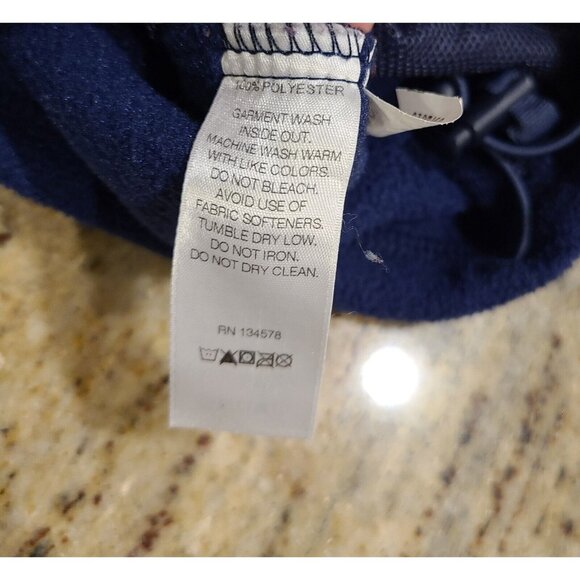 100% POLYESTER
GARMENT WASH
INSIDE OUT.
MACHINE WASH WARM
WITH LIKE COLORS.
DO NOT BLEACH.
AVOID USE OF
FABRIC SOFTENERS.
TUMBLE DRY LOW.
DO NOT IRON.
DO NOT DRY CLEAN.
RN 134578